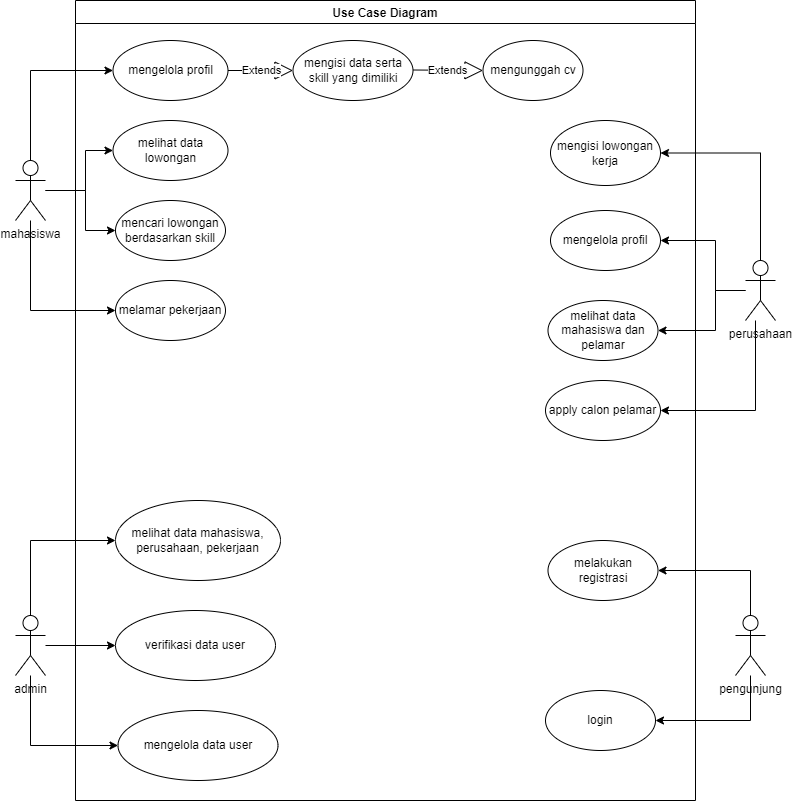 Use Case Diagram
mengelola profil
Extends
mengisi data serta
skill yang dimiliki
Extends
mengunggah cv
melihat data
lowongan
mengisi lowongan
kerja
mahasiswa
mencari lowongan
berdasarkan skill
mengelola profil
melamar pekerjaan
melihat data
mahasiswa dan
pelamar
perusahaan
apply calon pelamar
melihat data mahasiswa,
perusahaan, pekerjaan
melakukan
registrasi
verifikasi data user
admin
pengunjung
login
mengelola data user